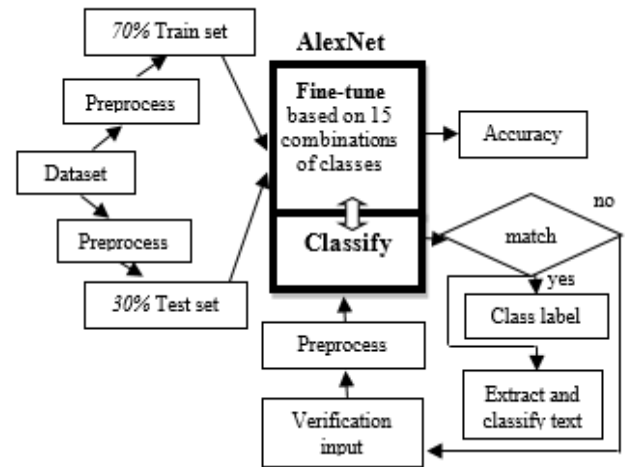 70% Train set
AlexNet
Fine-tune
based on 15
combinations
of classes
Preprocess
Accuracy
Dataset
no
Preprocess
Classify
match
yes
30% Test set
Class label
Preprocess
Extract and
classify text
Verification
input